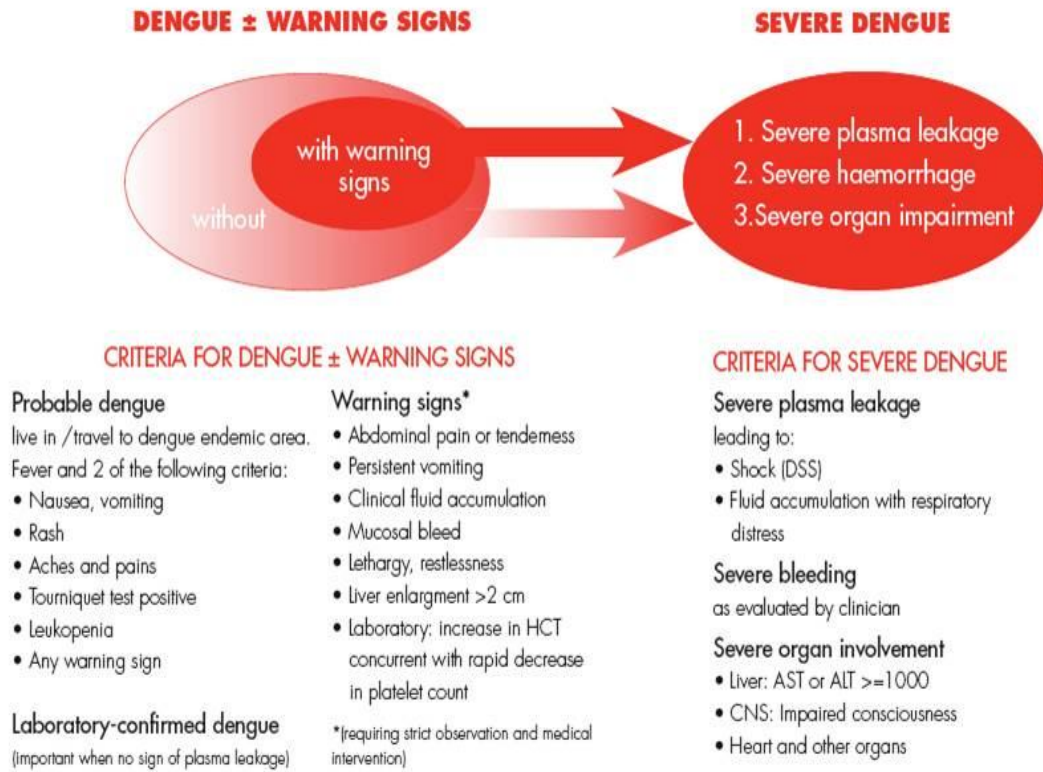 DENGUE ± WARNING SIGNS
SEVERE DENGUE
with warning
signs
without
1. Severe plasma leakage
2. Severe haemorrhage
3.Severe organ impairment
CRITERIA FOR DENGUE ± WARNING SIGNS
Probable dengue
live in /travel to dengue endemic area.
Fever and 2 of the following criteria:
• Nausea, vomiting
• Rash
• Aches and pains
• Tourniquet test positive
• Leukopenia
• Any warning sign
Laboratory-confirmed dengue
(important when no sign of plasma leakage)
Warning signs*
• Abdominal pain or tenderness
• Persistent vomiting
• Clinical fluid accumulation
• Mucosal bleed
• Lethargy, restlessness
• Liver enlargment >2 cm
• Laboratory: increase in HCT
concurrent with rapid decrease
in platelet count
*(requiring strict observation and medical
intervention)
CRITERIA FOR SEVERE DENGUE
Severe plasma leakage
leading to:
• Shock (DSS)
• Fluid accumulation with respiratory
distress
Severe bleeding
as evaluated by clinician
Severe organ involvement
• Liver: AST or ALT >=1000
• CNS: Impaired consciousness
• Heart and other organs